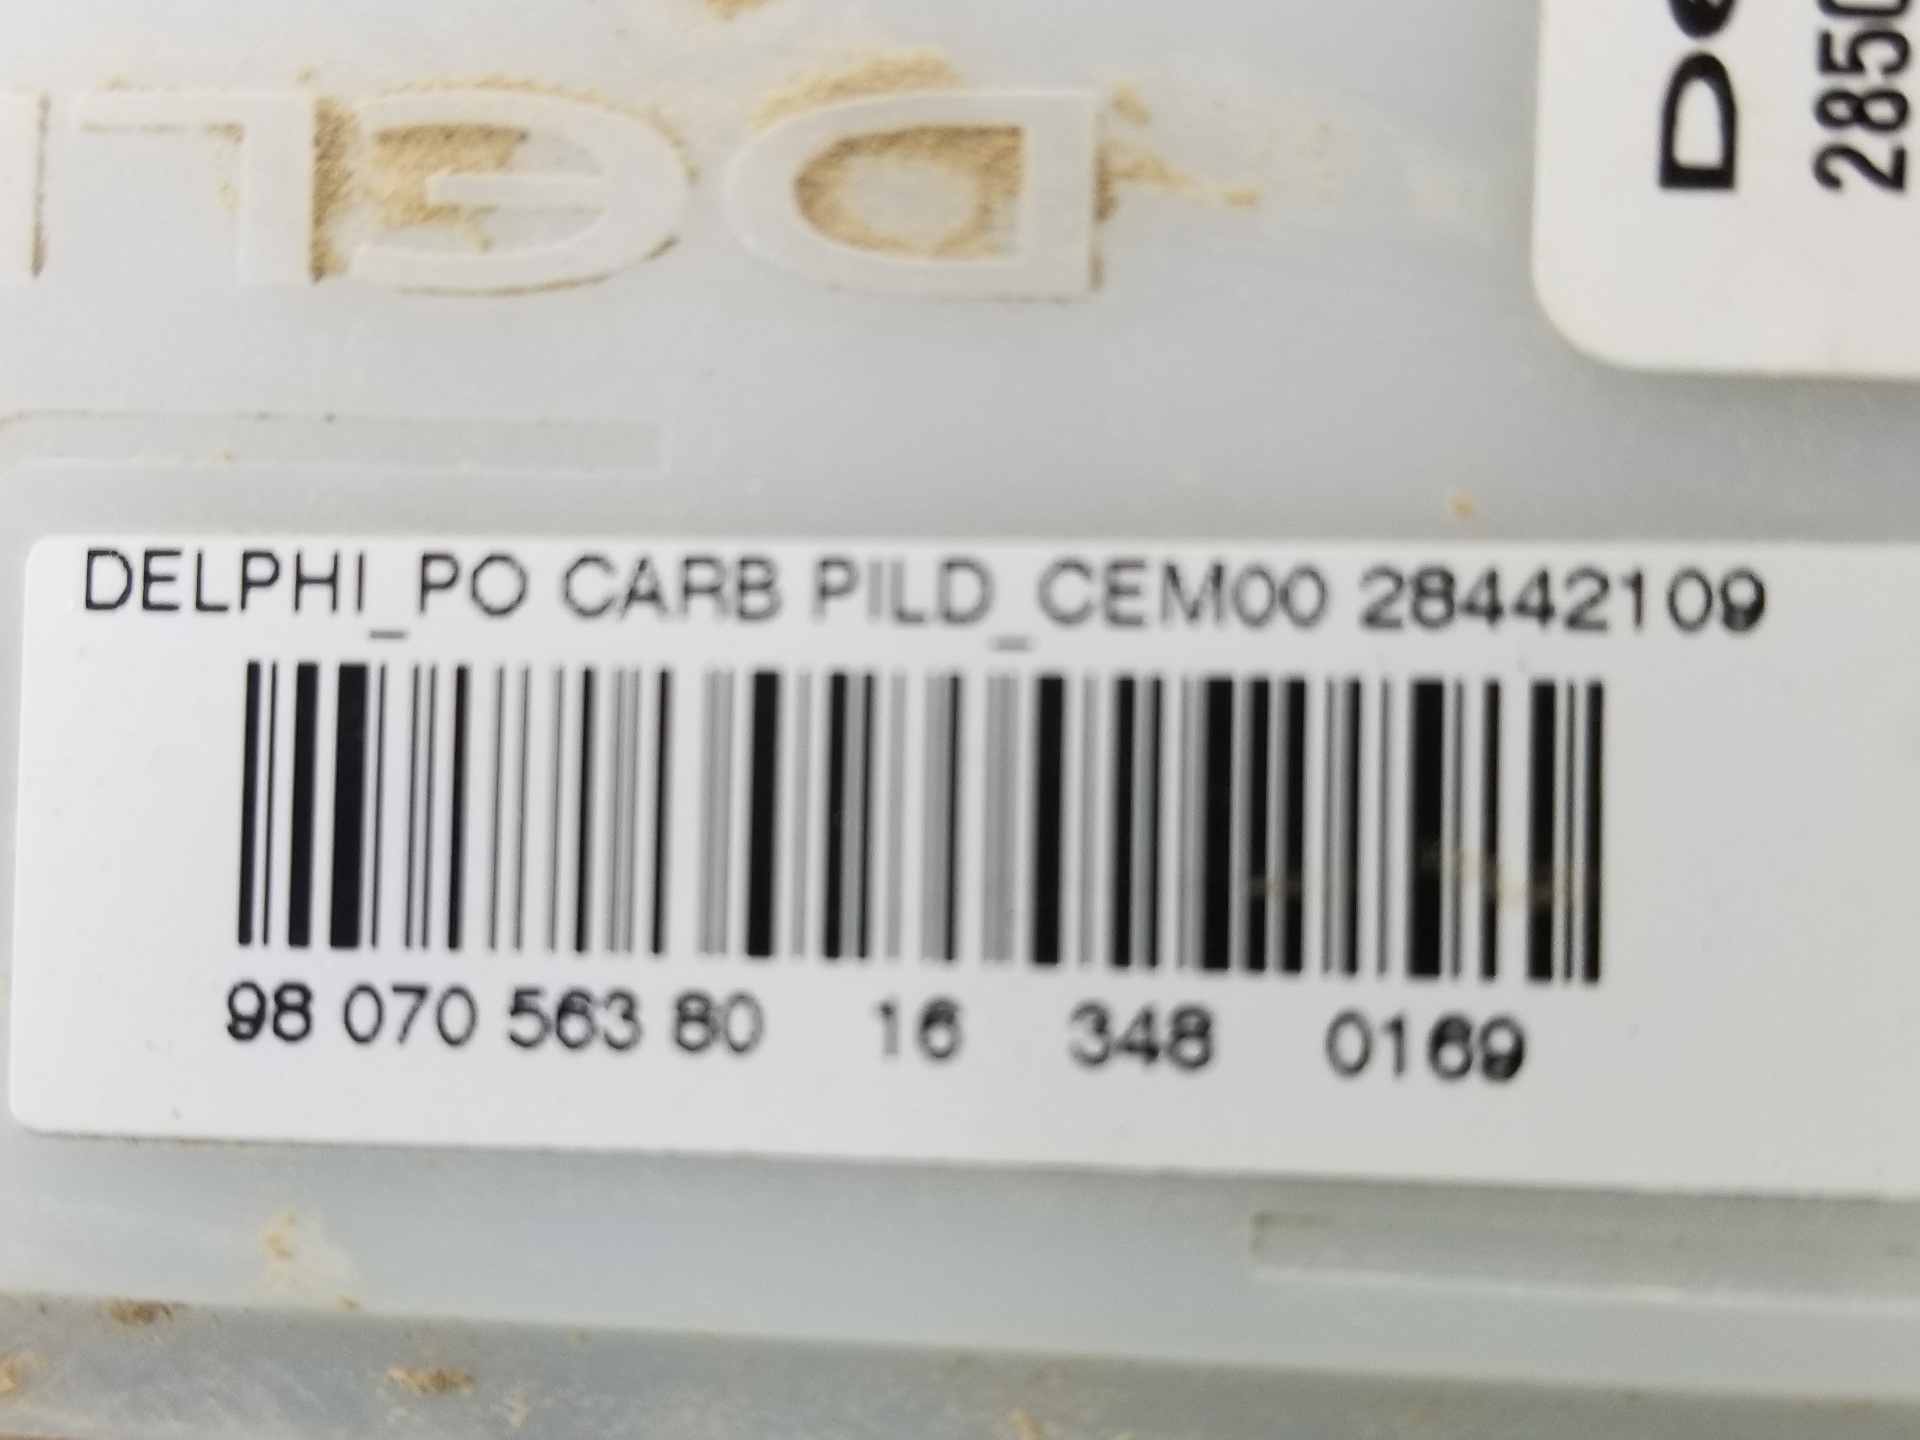 DELPHI_PO CARB PILD_CEM00 28442109
98 070 563 80 16 348 0169